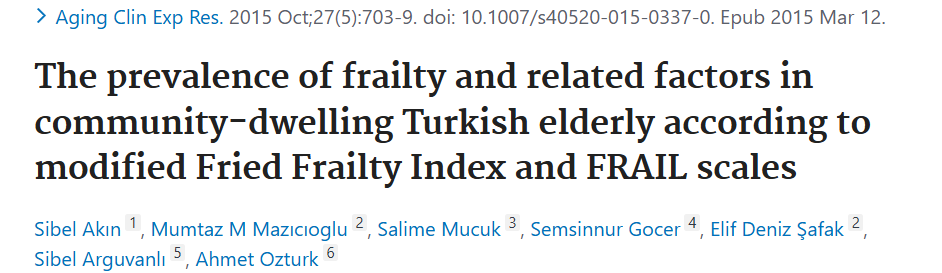 Aging Clin Exp Res. 2015 Oct;27(5):703-9. doi: 10.1007/s40520-015-0337-0. Epub 2015 Mar 12.
The prevalence of frailty and related factors in
community-dwelling Turkish elderly according to
modified Fried Frailty Index and FRAIL scales
Sibel Akın 1, Mumtaz M Mazıcıoglu 2, Salime Mucuk 3, Semsinnur Gocer 4, Elif Deniz Şafak 2,
Sibel Arguvanlı 5, Ahmet Ozturk 6